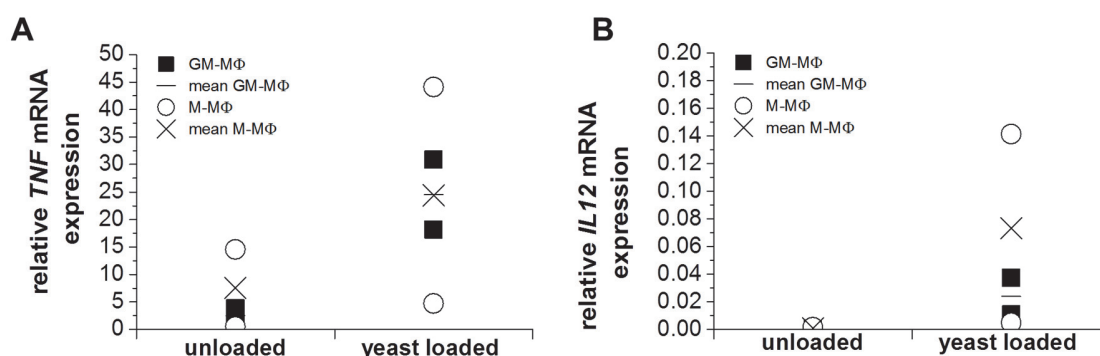 A
relative TNF mRNA
expression
50
45
40
35
30
25
20
15
10
5
0
GM-MΦ
mean GM-MΦ
M-MΦ
mean M-MΦ
unloaded
yeast loaded
B
relative IL12 mRNA
expression
0.20
0.18
0.16
0.14
0.12
0.10
0.08
0.06
0.04
0.02
0.00
GM-MΦ
mean GM-MΦ
M-MΦ
mean M-MΦ
unloaded
yeast loaded